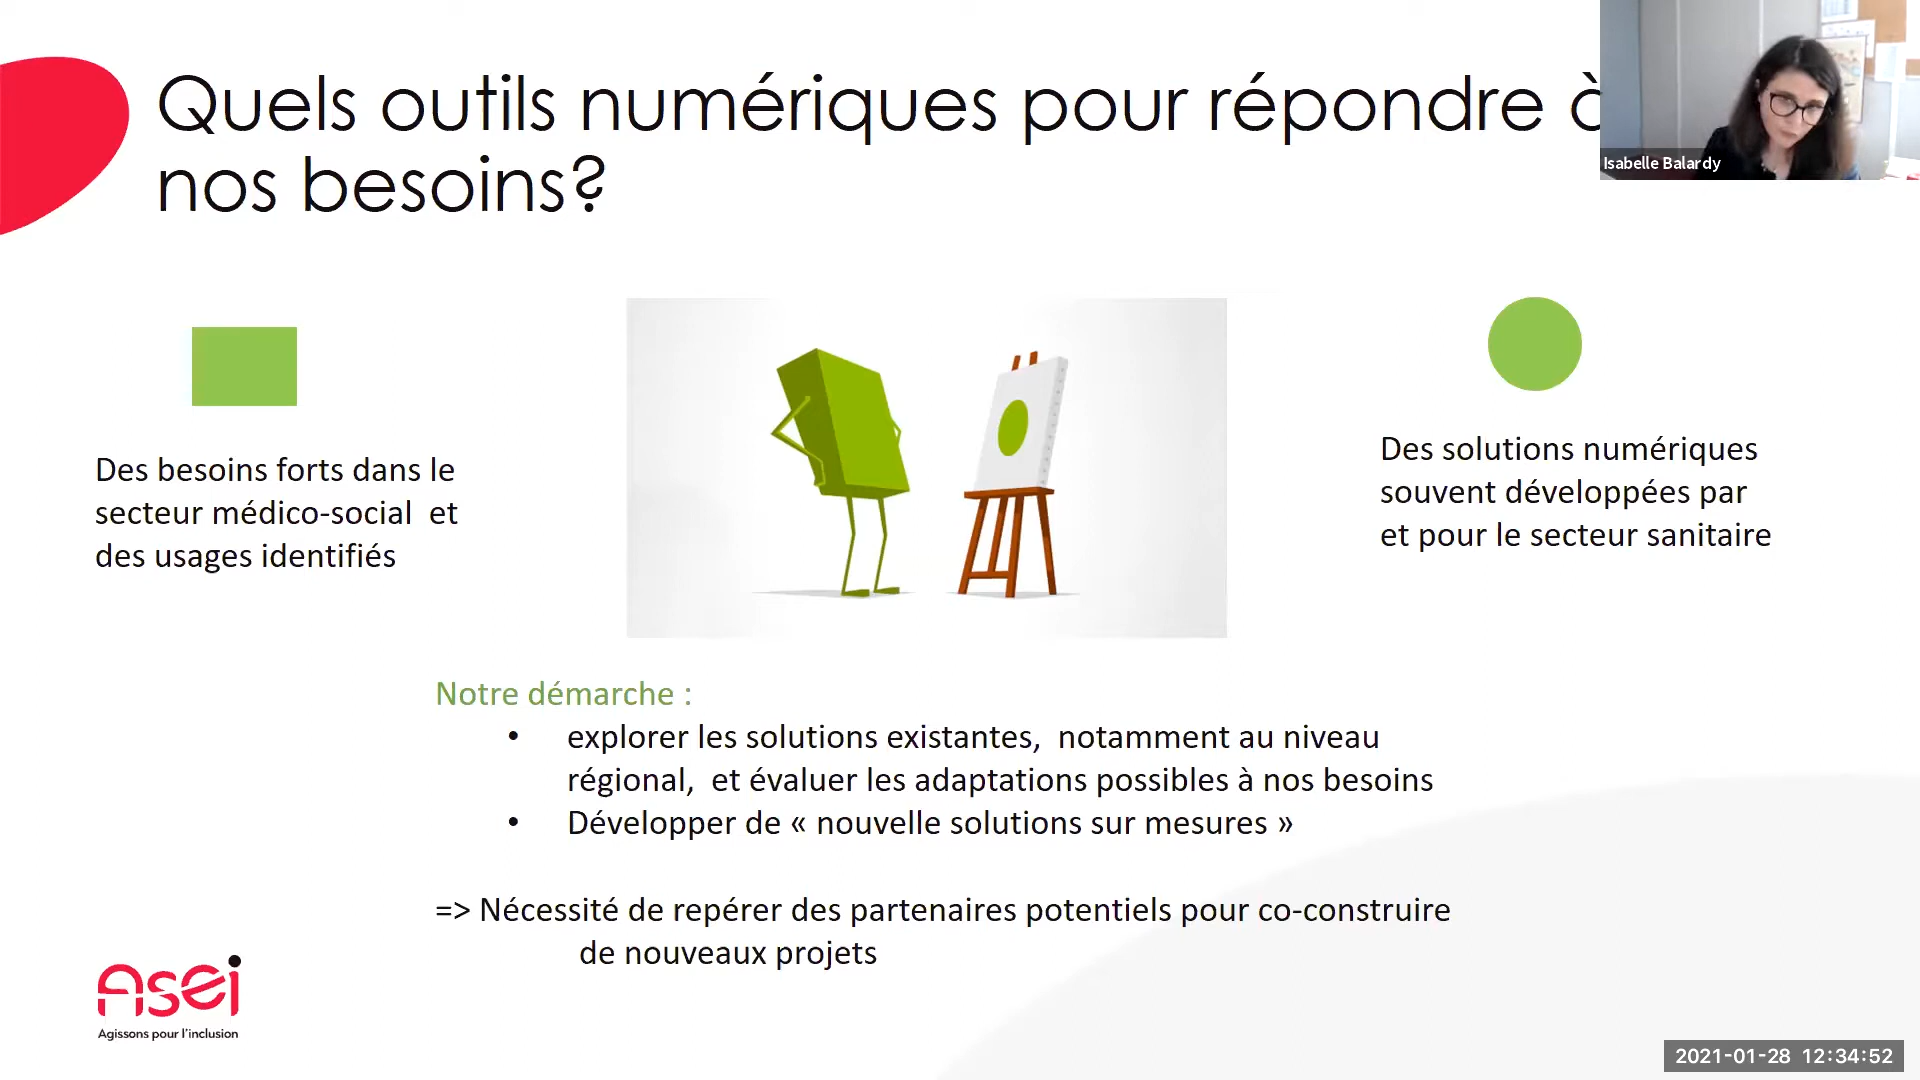 Quels outils numériques pour répondre à
nos besoins?
Isabelle Balardy
Des besoins forts dans le
secteur médico-social  et
des usages identifiés
Des solutions numériques
souvent développées par
et pour le secteur sanitaire
Notre démarche :
• explorer les solutions existantes,  notamment au niveau
régional,  et évaluer les adaptations possibles à nos besoins
• Développer de « nouvelle solutions sur mesures »
=> Nécessité de repérer des partenaires potentiels pour co-construire
de nouveaux projets
Asei
Agissons pour l'inclusion
2021-01-28 12:34:52